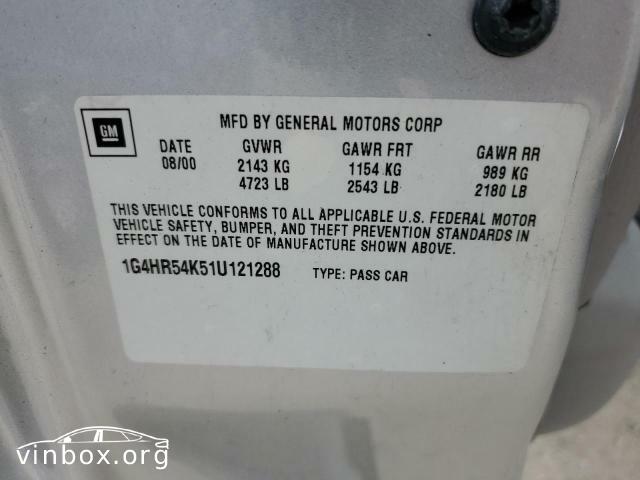 GM
MFD BY GENERAL MOTORS CORP
DATE GVWR GAWR FRT GAWR RR
08/00 2143 KG 1154 KG 989 KG
4723 LB 2543 LB 2180 LB
THIS VEHICLE CONFORMS TO ALL APPLICABLE U.S. FEDERAL MOTOR
VEHICLE SAFETY, BUMPER, AND THEFT PREVENTION STANDARDS IN
EFFECT ON THE DATE OF MANUFACTURE SHOWN ABOVE.
1G4HR54K51U121288 TYPE: PASS CAR
vinbox.org